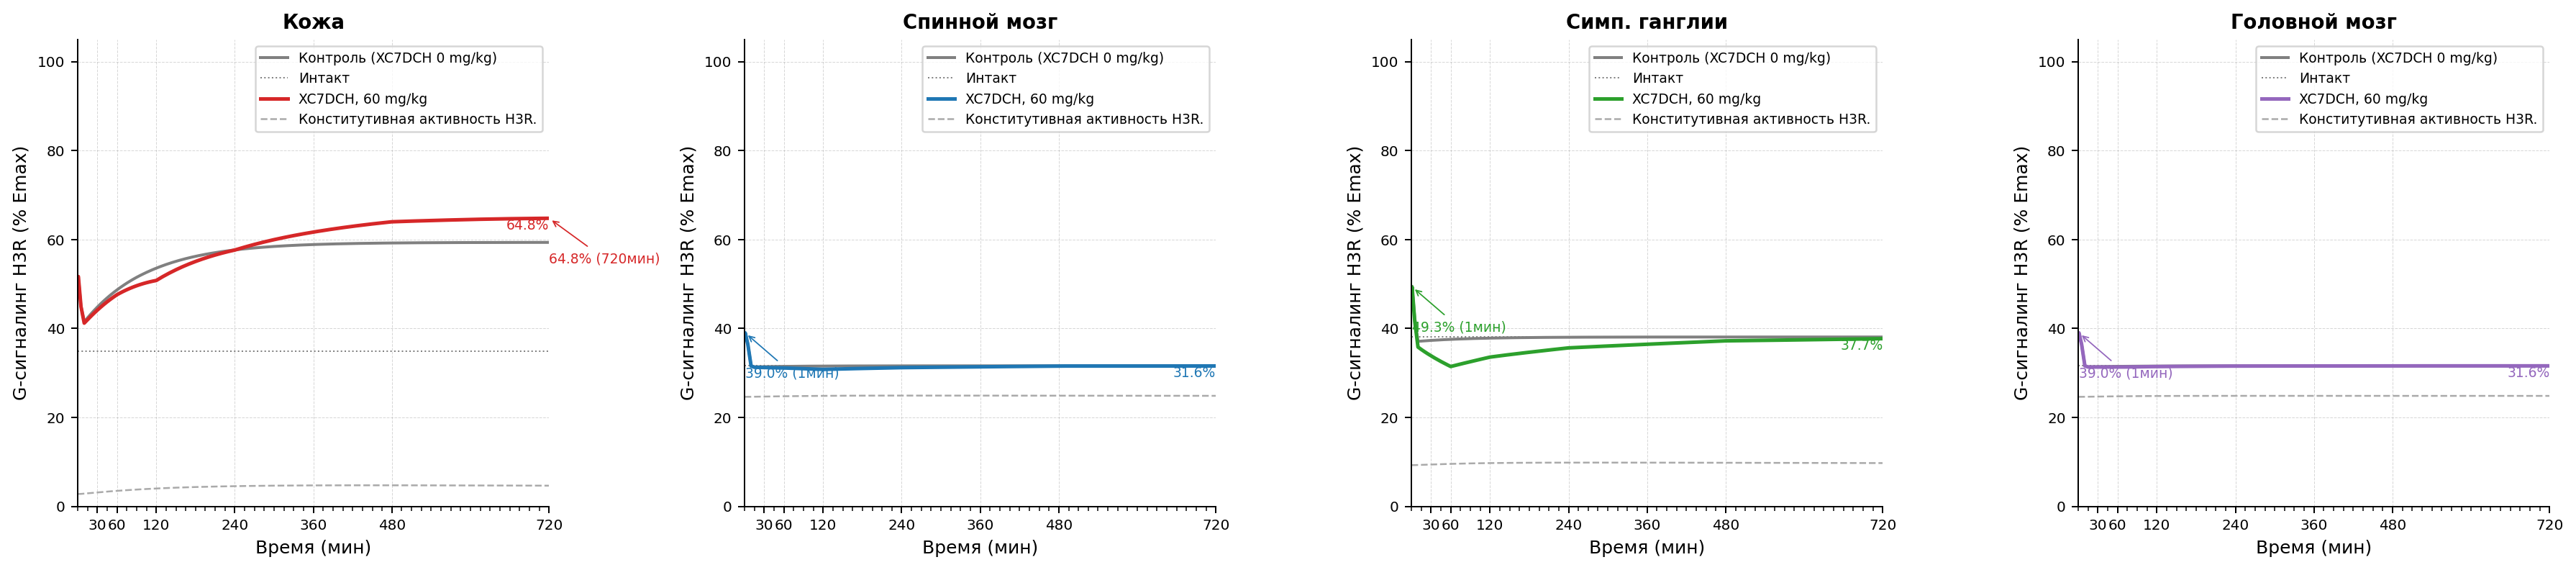 Кожа
Контроль (XC7DCH 0 mg/kg)
Интакт
XC7DCH, 60 mg/kg
Конститутивная активность H3R.
G-сигналинг H3R (% Emax)
100
80
60
40
20
0
64.8%
64.8% (720мин)
30 60 120 240 360 480 720
Время (мин)
Спинной мозг
Контроль (XC7DCH 0 mg/kg)
Интакт
XC7DCH, 60 mg/kg
Конститутивная активность H3R.
G-сигналинг H3R (% Emax)
100
80
60
40
20
0
39.0% (1мин)
31.6%
30 60 120 240 360 480 720
Время (мин)
Симп. ганглии
Контроль (XC7DCH 0 mg/kg)
Интакт
XC7DCH, 60 mg/kg
Конститутивная активность H3R.
G-сигналинг H3R (% Emax)
100
80
60
40
20
0
49.3% (1мин)
37.7%
30 60 120 240 360 480 720
Время (мин)
Головной мозг
Контроль (XC7DCH 0 mg/kg)
Интакт
XC7DCH, 60 mg/kg
Конститутивная активность H3R.
G-сигналинг H3R (% Emax)
100
80
60
40
20
0
39.0% (1мин)
31.6%
30 60 120 240 360 480 720
Время (мин)